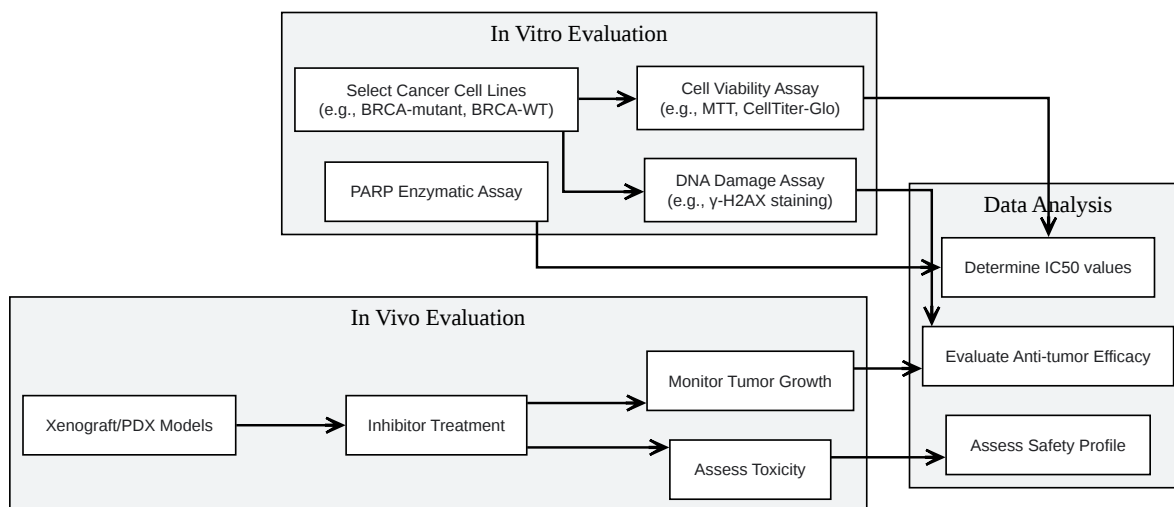 In Vitro Evaluation
Select Cancer Cell Lines
(e.g., BRCA-mutant, BRCA-WT)
Cell Viability Assay
(e.g., MTT, CellTiter-Glo)
PARP Enzymatic Assay
DNA Damage Assay
(e.g., γ-H2AX staining)
Data Analysis
Determine IC50 values
Evaluate Anti-tumor Efficacy
Assess Safety Profile
In Vivo Evaluation
Xenograft/PDX Models
Inhibitor Treatment
Monitor Tumor Growth
Assess Toxicity